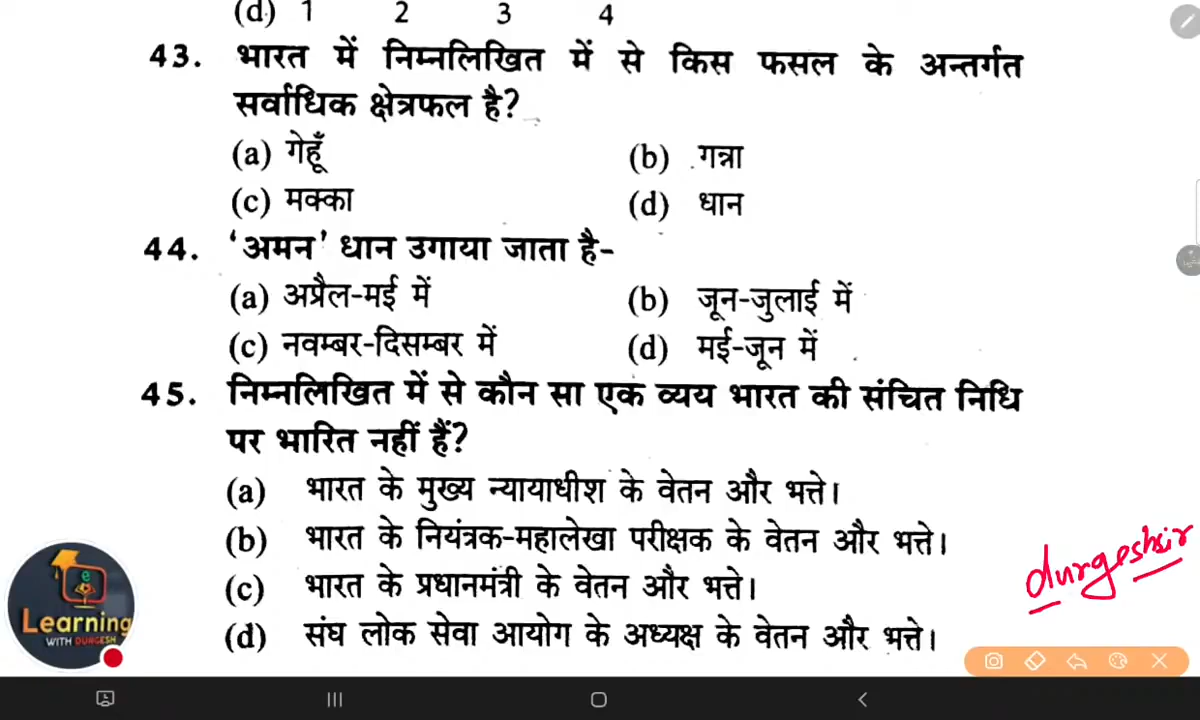 (d) 1 2 3 4
43. भारत में निम्नलिखित में से किस फसल के अन्तर्गत
सर्वाधिक क्षेत्रफल है?
(a) गेहूँ (b) गन्ना
(c) मक्का (d) धान
44. 'अमन' धान उगाया जाता है-
(a) अप्रैल-मई में (b) जून-जुलाई में
(c) नवम्बर-दिसम्बर में (d) मई-जून में
45. निम्नलिखित में से कौन सा एक व्यय भारत की संचित निधि
पर भारित नहीं हैं?
(a) भारत के मुख्य न्यायाधीश के वेतन और भत्ते।
(b) भारत के नियंत्रक-महालेखा परीक्षक के वेतन और भत्ते।
(c) भारत के प्रधानमंत्री के वेतन और भत्ते।
(d) संघ लोक सेवा आयोग के अध्यक्ष के वेतन और भत्ते।
durgeshsir
e
Learning
WITH DURGESH